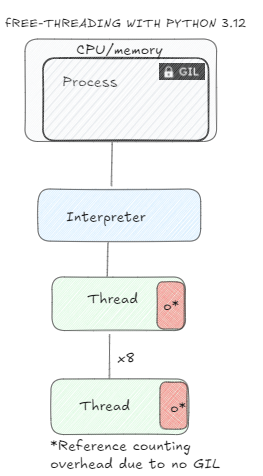 FREE-THREADING WITH PYTHON 3.12
CPU/memory
GIL
Process
Interpreter
Thread
o*
x8
Thread
o*
*Reference counting
overhead due to no GIL